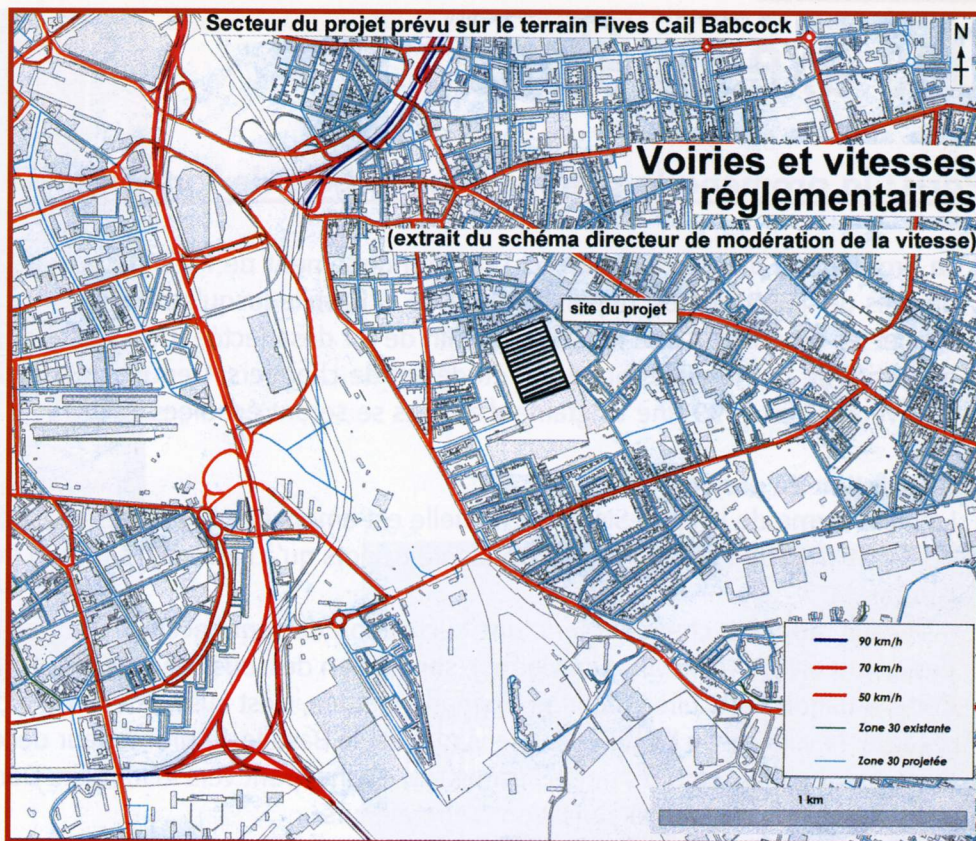 Secteur du projet prévu sur le terrain Fives Cail Babcock
N
Voiries et vitesses
réglementaires
(extrait du schéma directeur de modération de la vitesse)
site du projet
90 km/h
70 km/h
50 km/h
Zone 30 existante
Zone 30 projetée
1 km